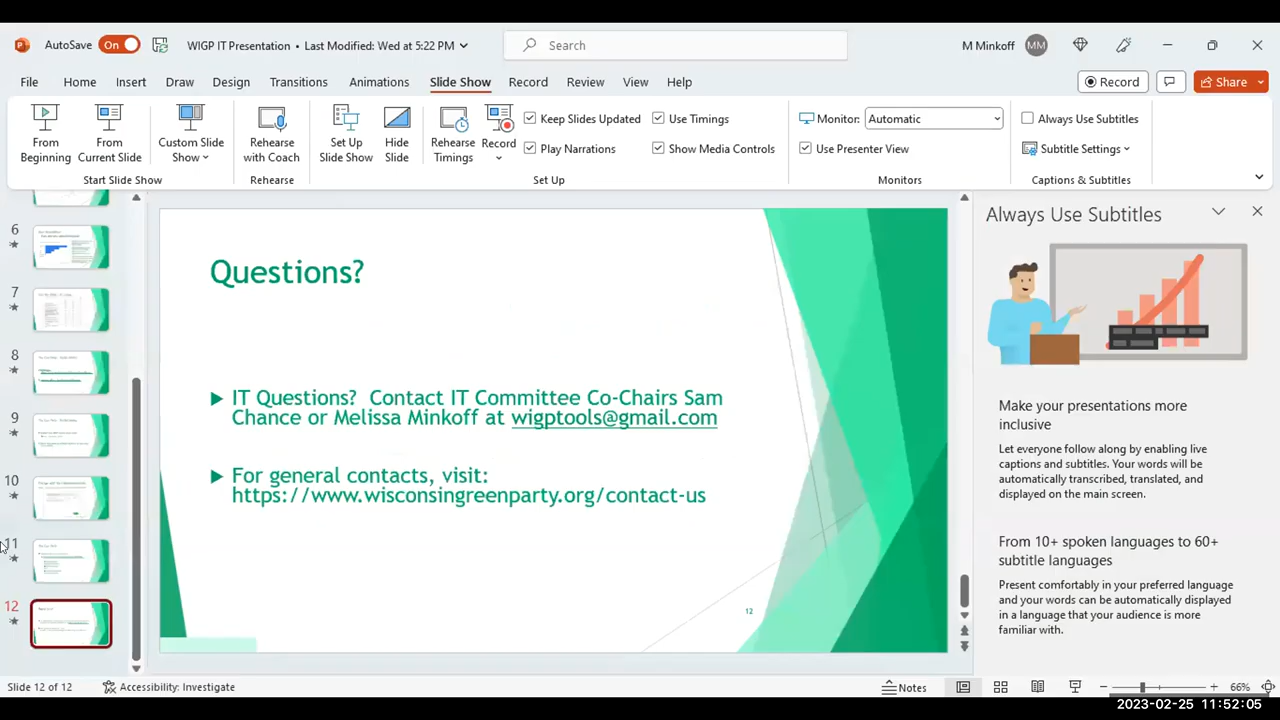 AutoSave On WIGP IT Presentation • Last Modified: Wed at 5:22 PM Search M Minkoff MM
File Home Insert Draw Design Transitions Animations Slide Show Record Review View Help Record Share
From Beginning
From Current Slide
Custom Slide Show
Start Slide Show
Rehearse with Coach
Rehearse
Set Up Slide Show
Hide Slide
Rehearse Timings
Record
Keep Slides Updated
Play Narrations
Use Timings
Show Media Controls
Set Up
Monitor: Automatic
Use Presenter View
Monitors
Always Use Subtitles
Subtitle Settings
Captions & Subtitles
6
7
8
9
10
11
12
Questions?
IT Questions?  Contact IT Committee Co-Chairs Sam
Chance or Melissa Minkoff at wigptools@gmail.com
For general contacts, visit:
https://www.wisconsingreenparty.org/contact-us
12
Always Use Subtitles
Make your presentations more
inclusive
Let everyone follow along by enabling live
captions and subtitles. Your words will be
automatically transcribed, translated, and
displayed on the main screen.
From 10+ spoken languages to 60+
subtitle languages
Present comfortably in your preferred language
and your words can be automatically displayed
in a language that your audience is more
familiar with.
Slide 12 of 12 Accessibility: Investigate Notes 66%
2023-02-25 11:52:05